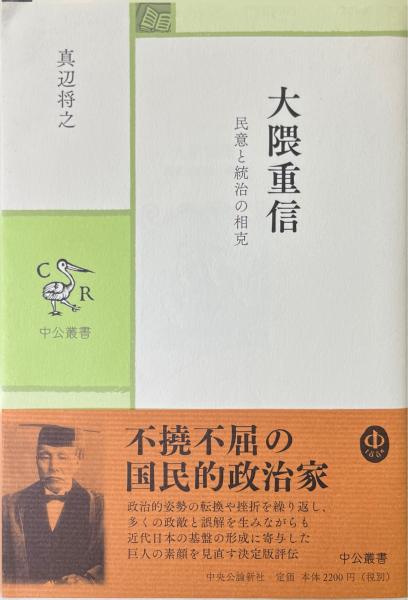 大隈重信
民意と統治の相克
真辺将之
C R
中公叢書
不撓不屈の
国民的政治家
政治的姿勢の転換や挫折を繰り返し、
多くの政敵と誤解を生みながらも
近代日本の基盤の形成に寄与した
巨人の素顔を見直す決定版評伝
1886
中公叢書
中央公論新社・定価 本体2200円(税別)